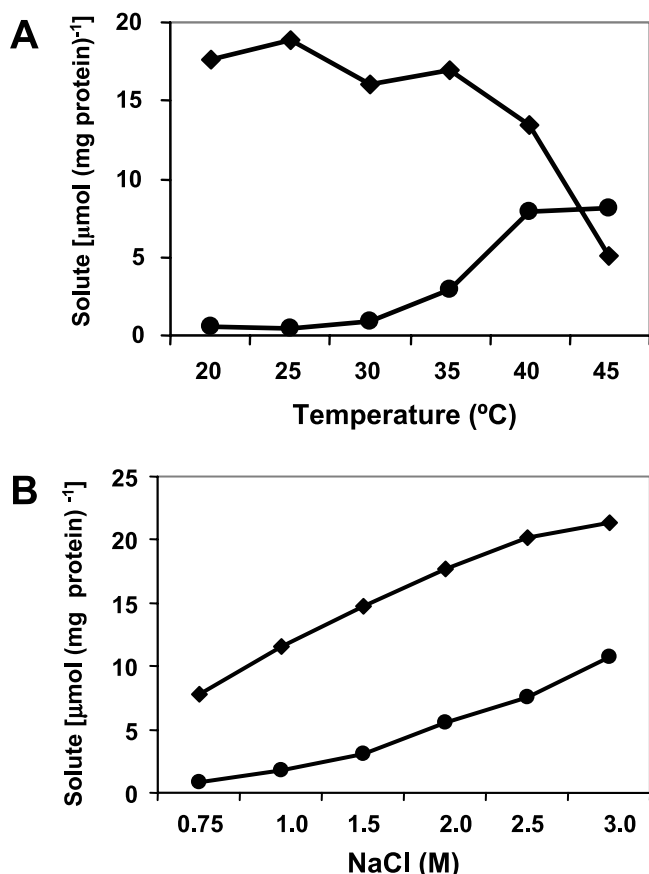 A
Solute [µmol (mg protein)⁻¹]
20
15
10
5
0
20 25 30 35 40 45
Temperature (ºC)
B
Solute [µmol (mg protein) ⁻¹]
25
20
15
10
5
0
0.75 1.0 1.5 2.0 2.5 3.0
NaCl (M)